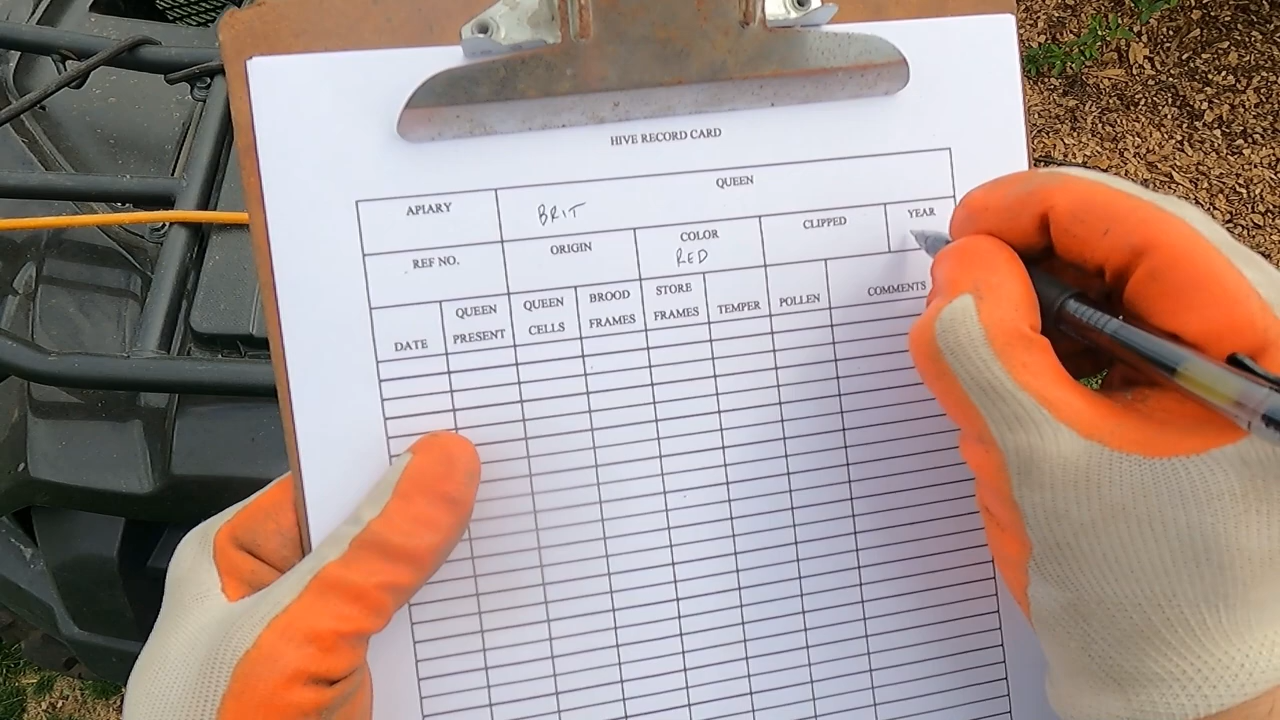 HIVE RECORD CARD
APIARY QUEEN
BRIT
REF NO. ORIGIN COLOR CLIPPED YEAR
RED
DATE QUEEN PRESENT QUEEN CELLS BROOD FRAMES STORE FRAMES TEMPER POLLEN COMMENTS